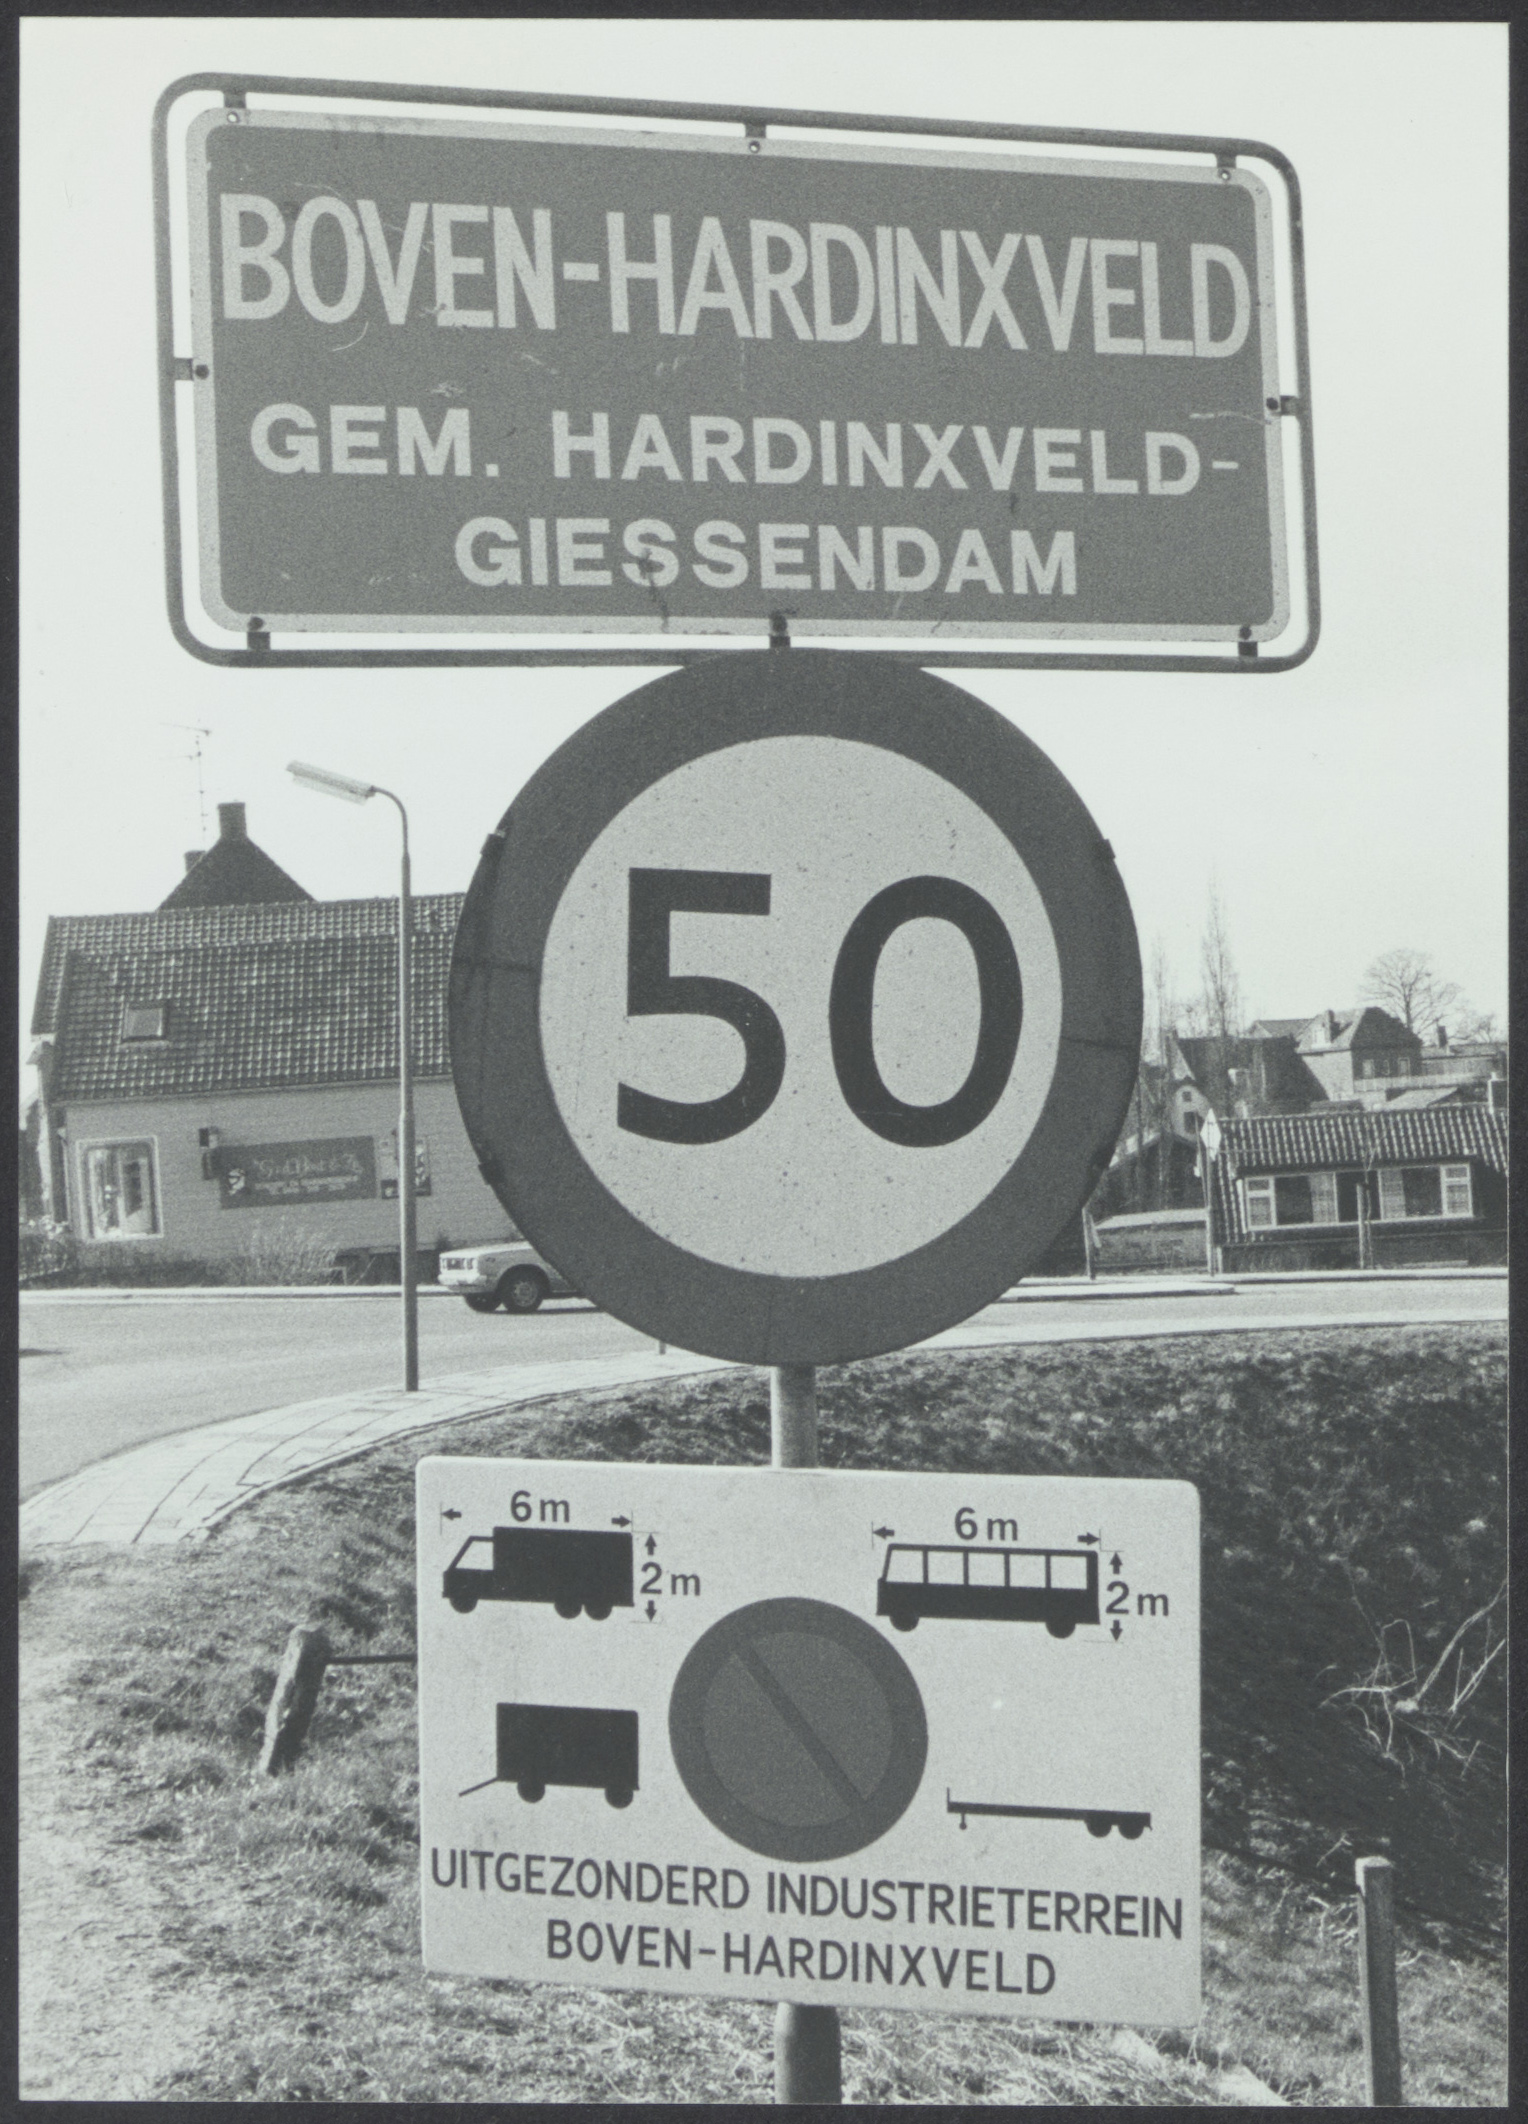 BOVEN-HARDINXVELD
GEM. HARDINXVELD-
GIESSENDAM
50
6m
2m
6m
2m
UITGEZONDERD INDUSTRIETERREIN
BOVEN-HARDINXVELD